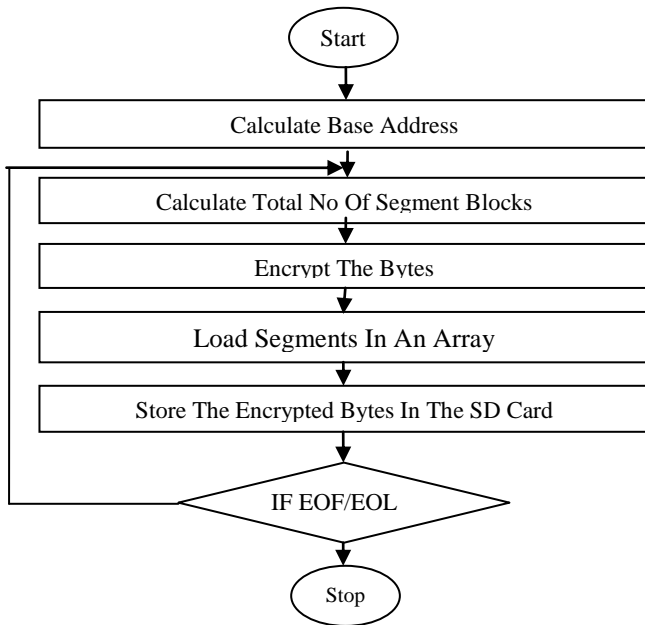 Start
Calculate Base Address
Calculate Total No Of Segment Blocks
Encrypt The Bytes
Load Segments In An Array
Store The Encrypted Bytes In The SD Card
IF EOF/EOL
Stop